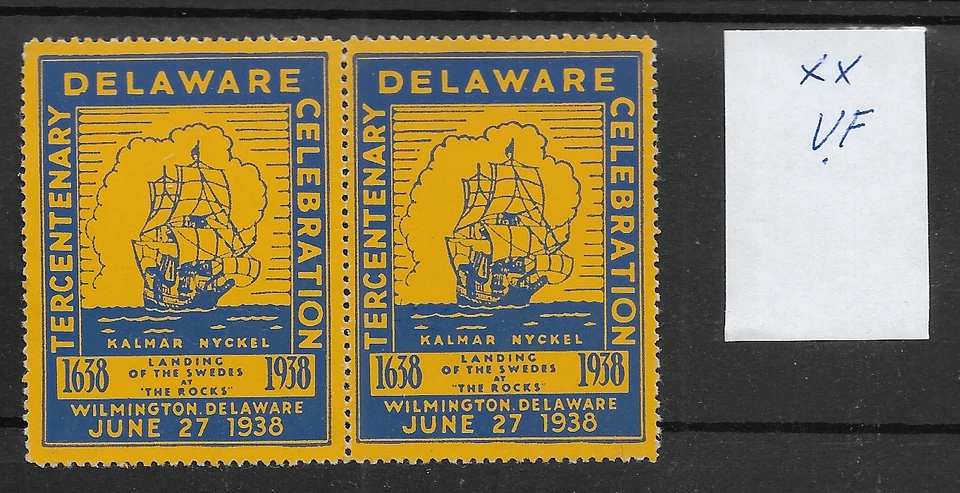 DELAWARE
TERCENTENARY
CELEBRATION
KALMAR NYCKEL
1638
LANDING
OF THE SWEDES
AT
"THE ROCKS"
1938
WILMINGTON. DELAWARE
JUNE 27 1938
DELAWARE
TERCENTENARY
CELEBRATION
KALMAR NYCKEL
1638
LANDING
OF THE SWEDES
AT
"THE ROCKS"
1938
WILMINGTON. DELAWARE
JUNE 27 1938
xx
VF